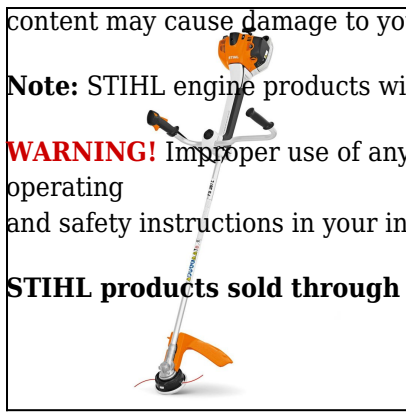 content may cause damage to yo
Note: STIHL engine products wi
WARNING! Improper use of any
operating
and safety instructions in your in
STIHL products sold through